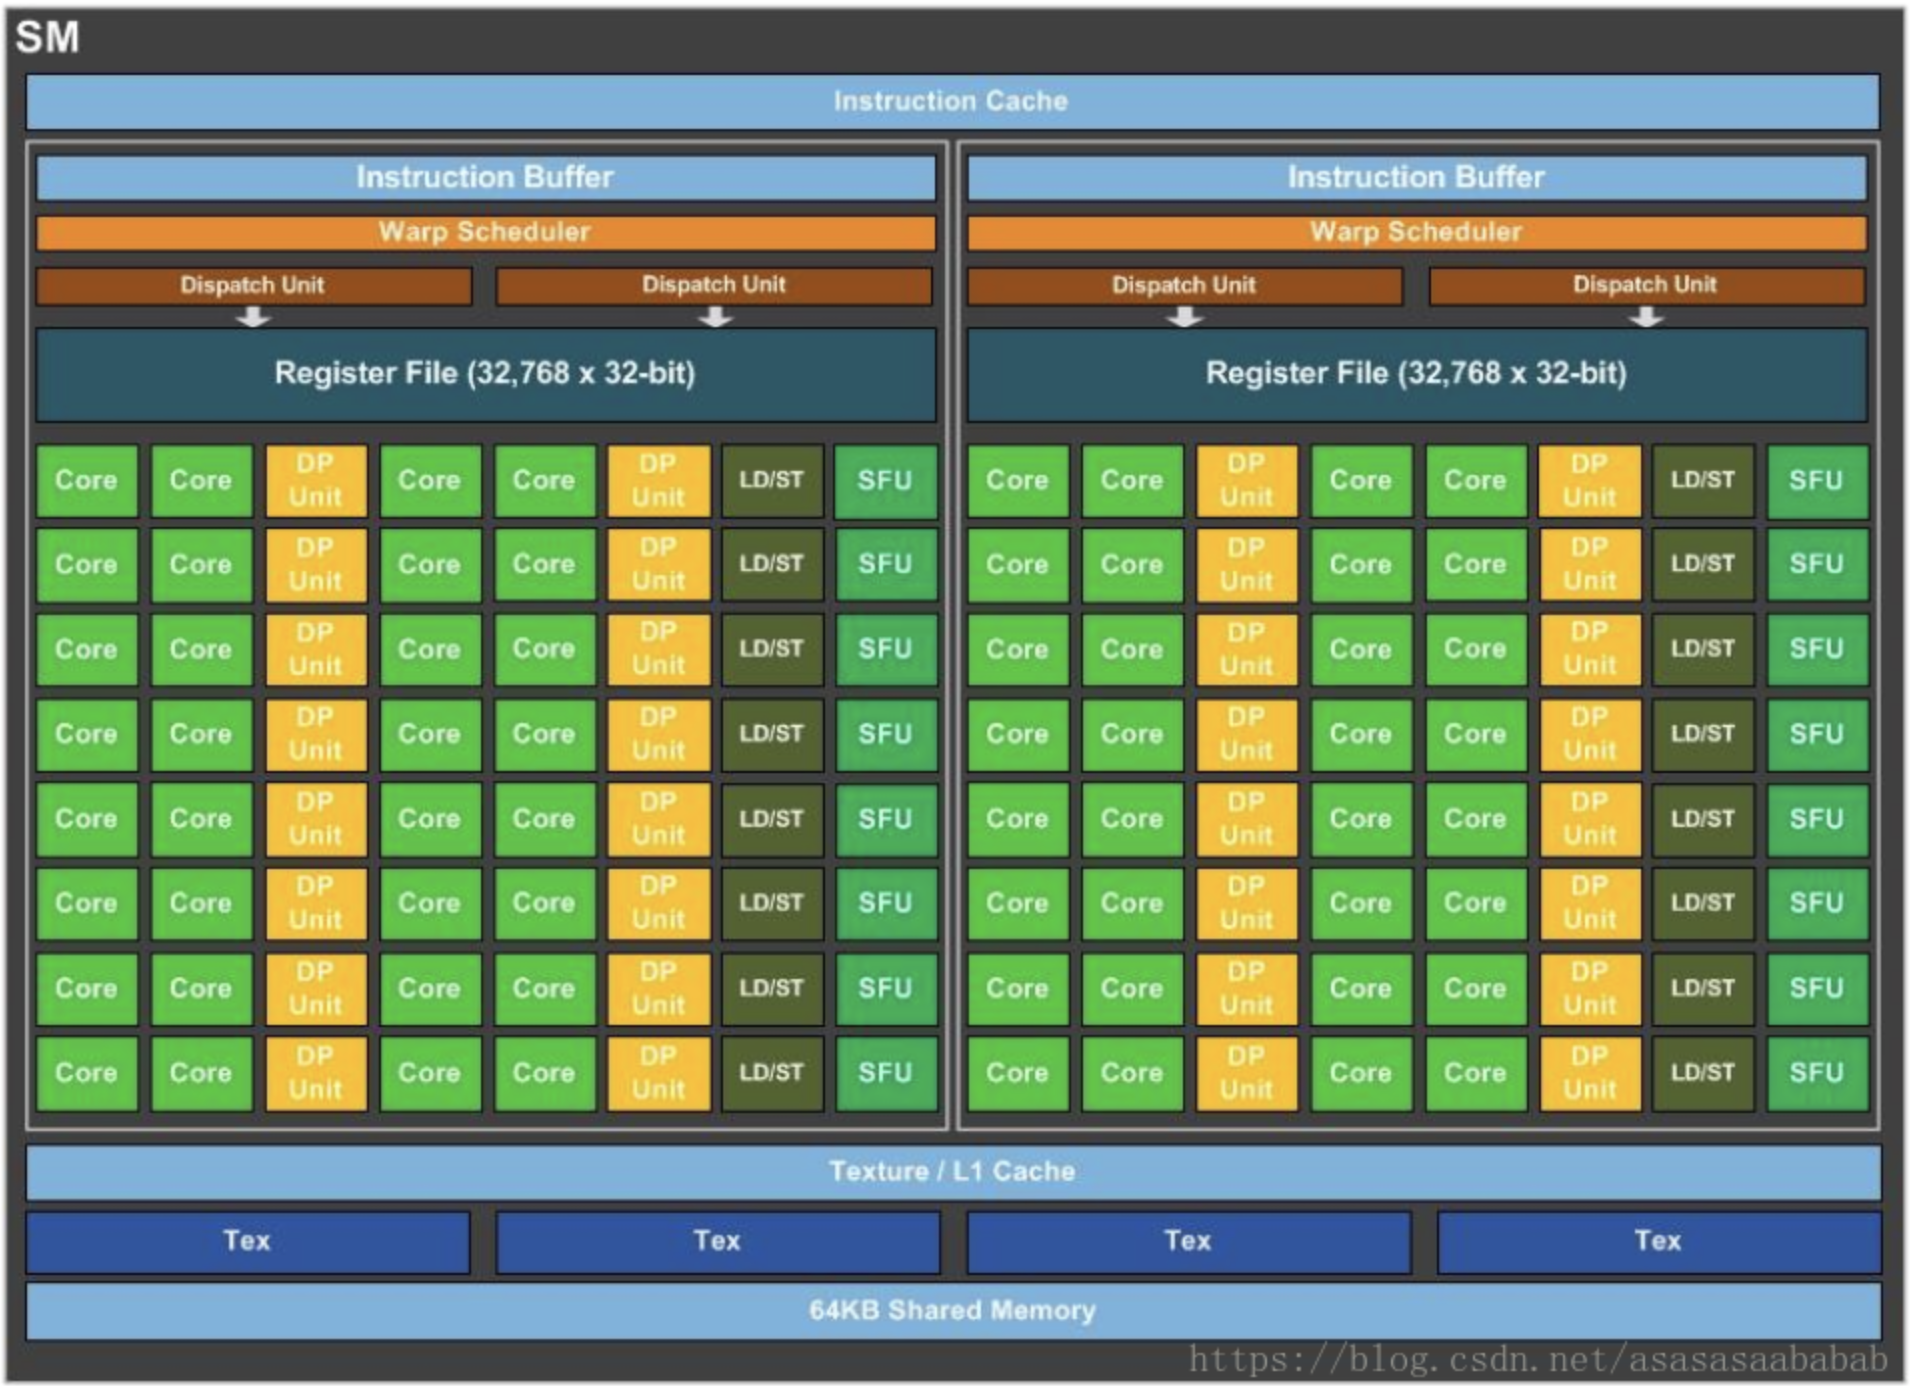 SM
Instruction Cache
Instruction Buffer Instruction Buffer
Warp Scheduler Warp Scheduler
Dispatch Unit Dispatch Unit Dispatch Unit Dispatch Unit
Register File (32,768 x 32-bit) Register File (32,768 x 32-bit)
Core Core DP Unit Core Core DP Unit LD/ST SFU Core Core DP Unit Core Core DP Unit LD/ST SFU
Core Core DP Unit Core Core DP Unit LD/ST SFU Core Core DP Unit Core Core DP Unit LD/ST SFU
Core Core DP Unit Core Core DP Unit LD/ST SFU Core Core DP Unit Core Core DP Unit LD/ST SFU
Core Core DP Unit Core Core DP Unit LD/ST SFU Core Core DP Unit Core Core DP Unit LD/ST SFU
Core Core DP Unit Core Core DP Unit LD/ST SFU Core Core DP Unit Core Core DP Unit LD/ST SFU
Core Core DP Unit Core Core DP Unit LD/ST SFU Core Core DP Unit Core Core DP Unit LD/ST SFU
Core Core DP Unit Core Core DP Unit LD/ST SFU Core Core DP Unit Core Core DP Unit LD/ST SFU
Core Core DP Unit Core Core DP Unit LD/ST SFU Core Core DP Unit Core Core DP Unit LD/ST SFU
Texture / L1 Cache
Tex Tex Tex Tex
64KB Shared Memory
https://blog.csdn.net/asasasaababab